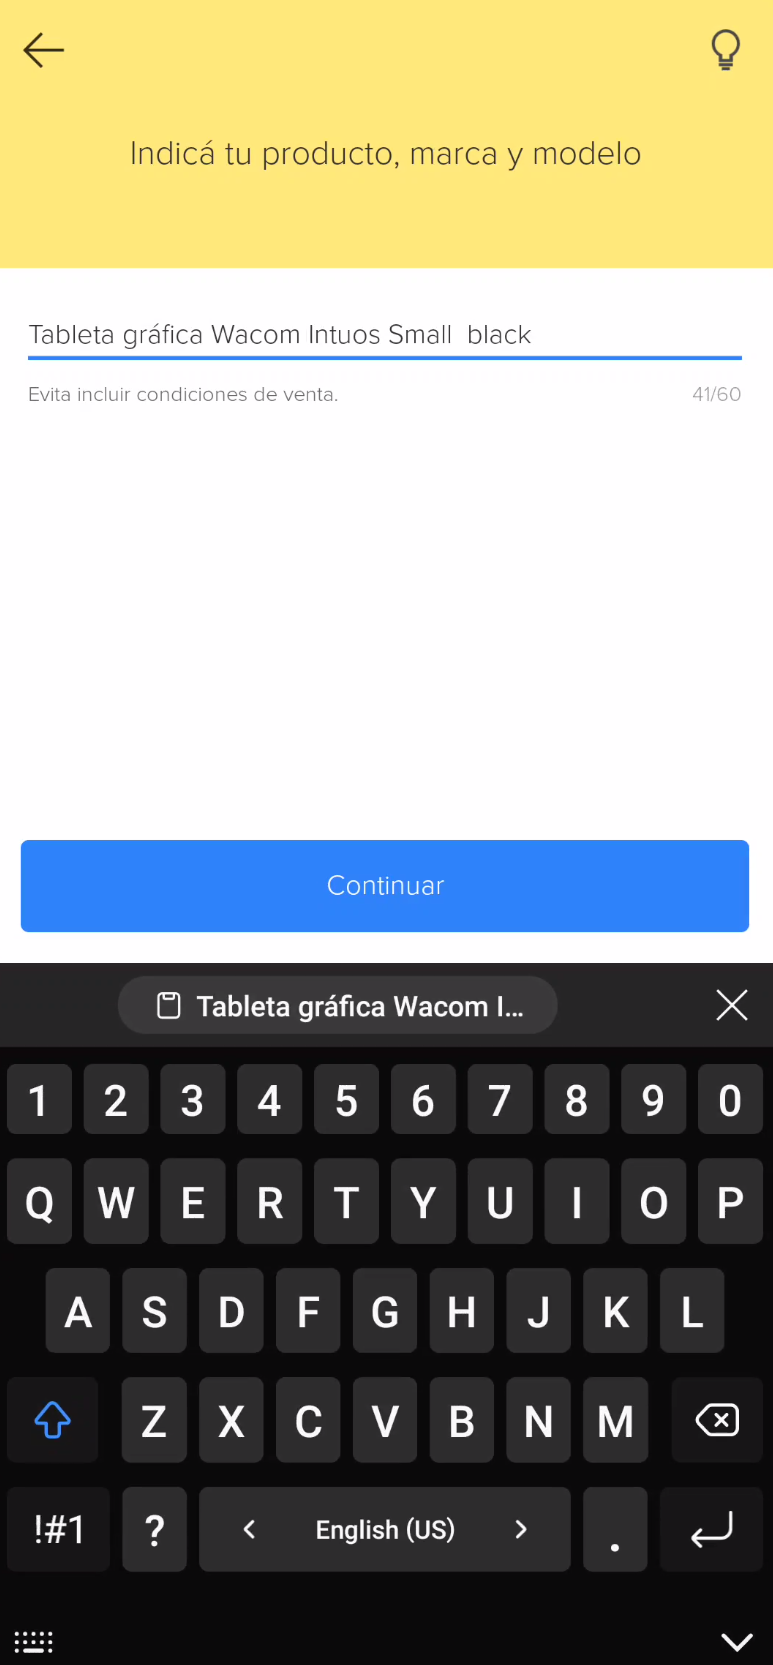 Indicá tu producto, marca y modelo
Tableta gráfica Wacom Intuos Small  black
Evita incluir condiciones de venta.
41/60
Continuar
Tableta gráfica Wacom I...
1 2 3 4 5 6 7 8 9 0
Q W E R T Y U I O P
A S D F G H J K L
Z X C V B N M
!#1 ? < English (US) > .